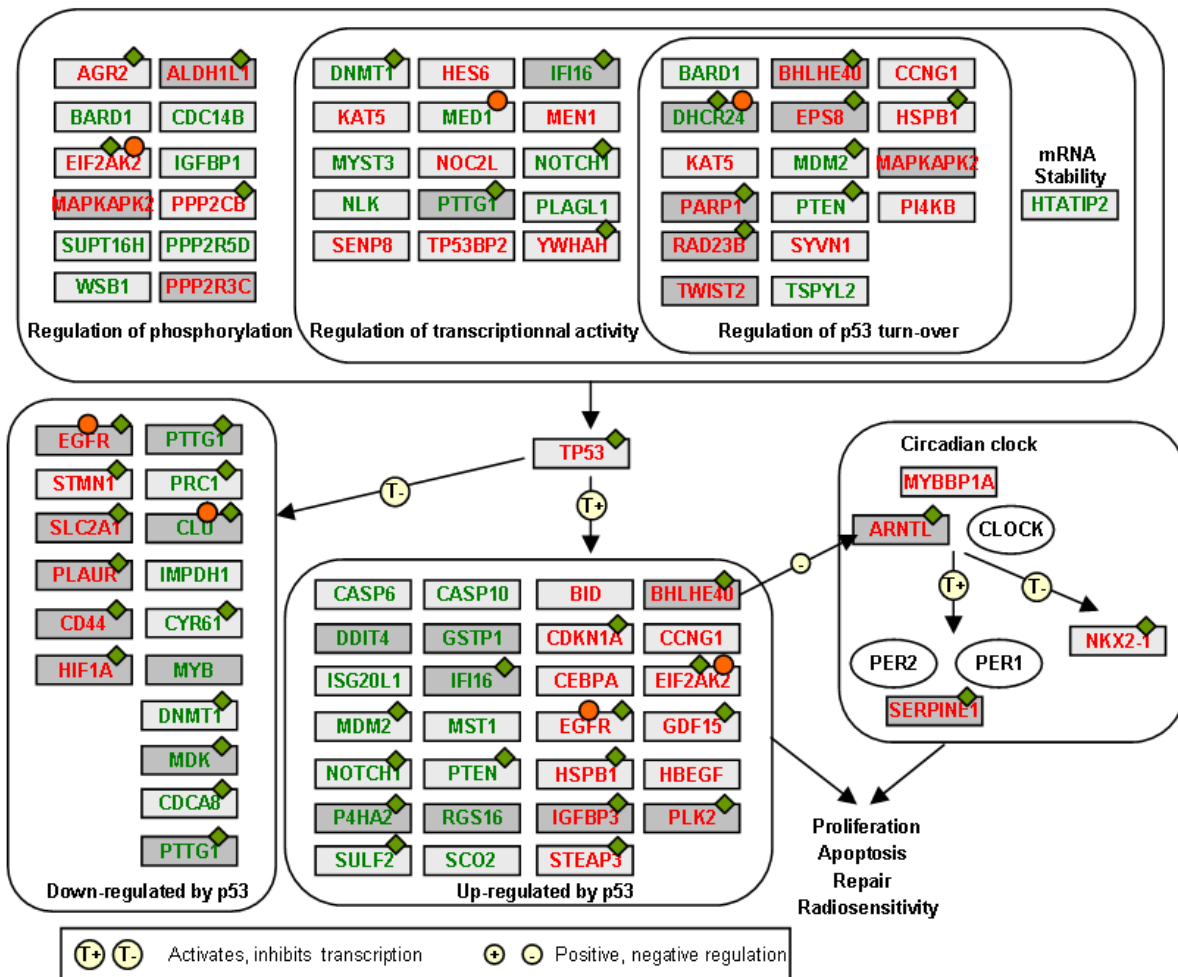 AGR2 ALDH1L1
BARD1 CDC14B
EIF2AK2 IGFBP1
MAPKAPK2 PPP2CB
SUPT16H PPP2R5D
WSB1 PPP2R3C
Regulation of phosphorylation
DNMT1 HES6 IFI16
KAT5 MED1 MEN1
MYST3 NOC2L NOTCH1
NLK PTTG1 PLAGL1
SENP8 TP53BP2 YWHAH
Regulation of transcriptionnal activity
BARD1 BHLHE40 CCNG1
DHCR24 EPS8 HSPB1
KAT5 MDM2 MAPKAPK2
PARP1 PTEN PI4KB
RAD23B SYVN1
TWIST2 TSPYL2
Regulation of p53 turn-over
mRNA
Stability
HTATIP2
TP53
T-
T+
EGFR PTTG1
STMN1 PRC1
SLC2A1 CLU
PLAUR IMPDH1
CD44 CYR61
HIF1A MYB
DNMT1
MDK
CDCA8
PTTG1
Down-regulated by p53
CASP6 CASP10 BID BHLHE40
DDIT4 GSTP1 CDKN1A CCNG1
ISG20L1 IFI16 CEBPA EIF2AK2
MDM2 MST1 EGFR GDF15
NOTCH1 PTEN HSPB1 HBEGF
P4HA2 RGS16 IGFBP3 PLK2
SULF2 SCO2 STEAP3
Up-regulated by p53
-
Circadian clock
MYBBP1A
ARNTL CLOCK
T+ T-
NKX2-1
PER2 PER1
SERPINE1
Proliferation
Apoptosis
Repair
Radiosensitivity
T+ T- Activates, inhibits transcription + - Positive, negative regulation